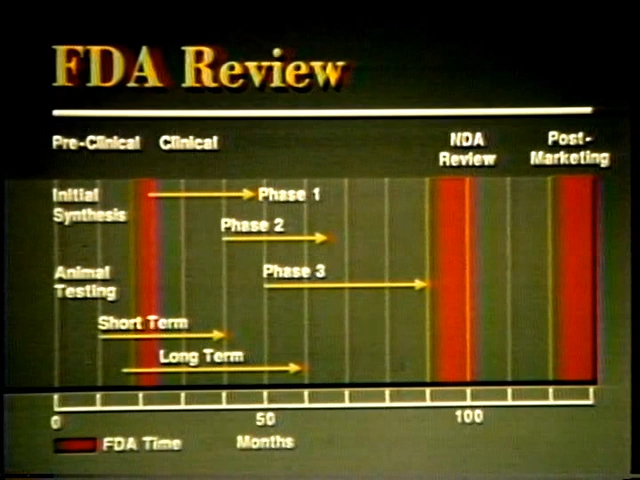 FDA Review
Pre-Clinical Clinical NDA Review Post-Marketing
Initial Synthesis
Phase 1
Phase 2
Animal Testing
Phase 3
Short Term
Long Term
0 50 100
FDA Time Months